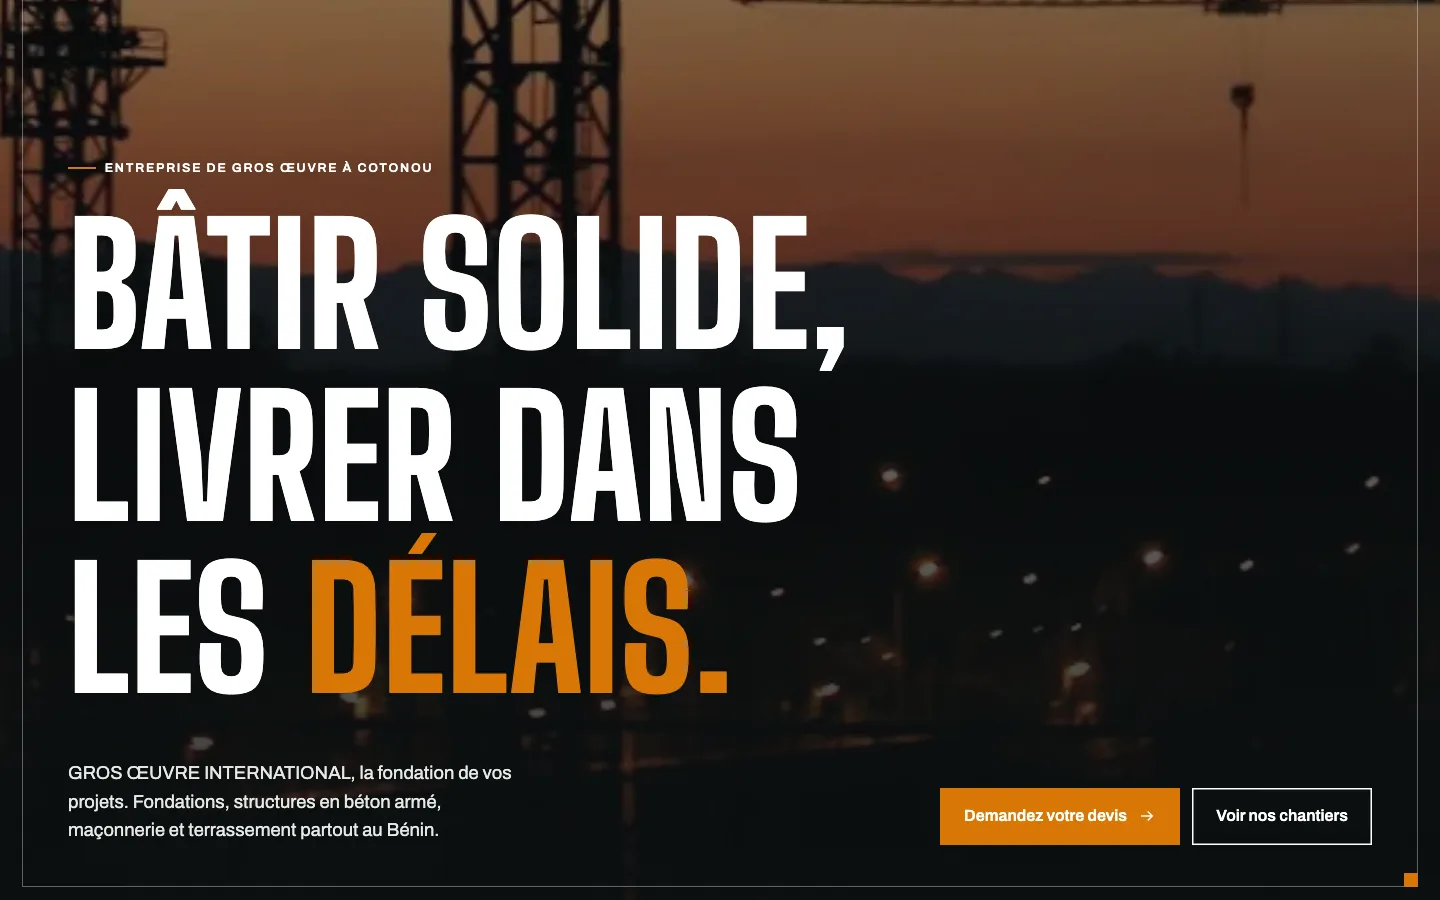 ENTREPRISE DE GROS ŒUVRE À COTONOU
BÂTIR SOLIDE,
LIVRER DANS
LES DÉLAIS.
GROS ŒUVRE INTERNATIONAL, la fondation de vos
projets. Fondations, structures en béton armé,
maçonnerie et terrassement partout au Bénin.
Demandez votre devis →
Voir nos chantiers